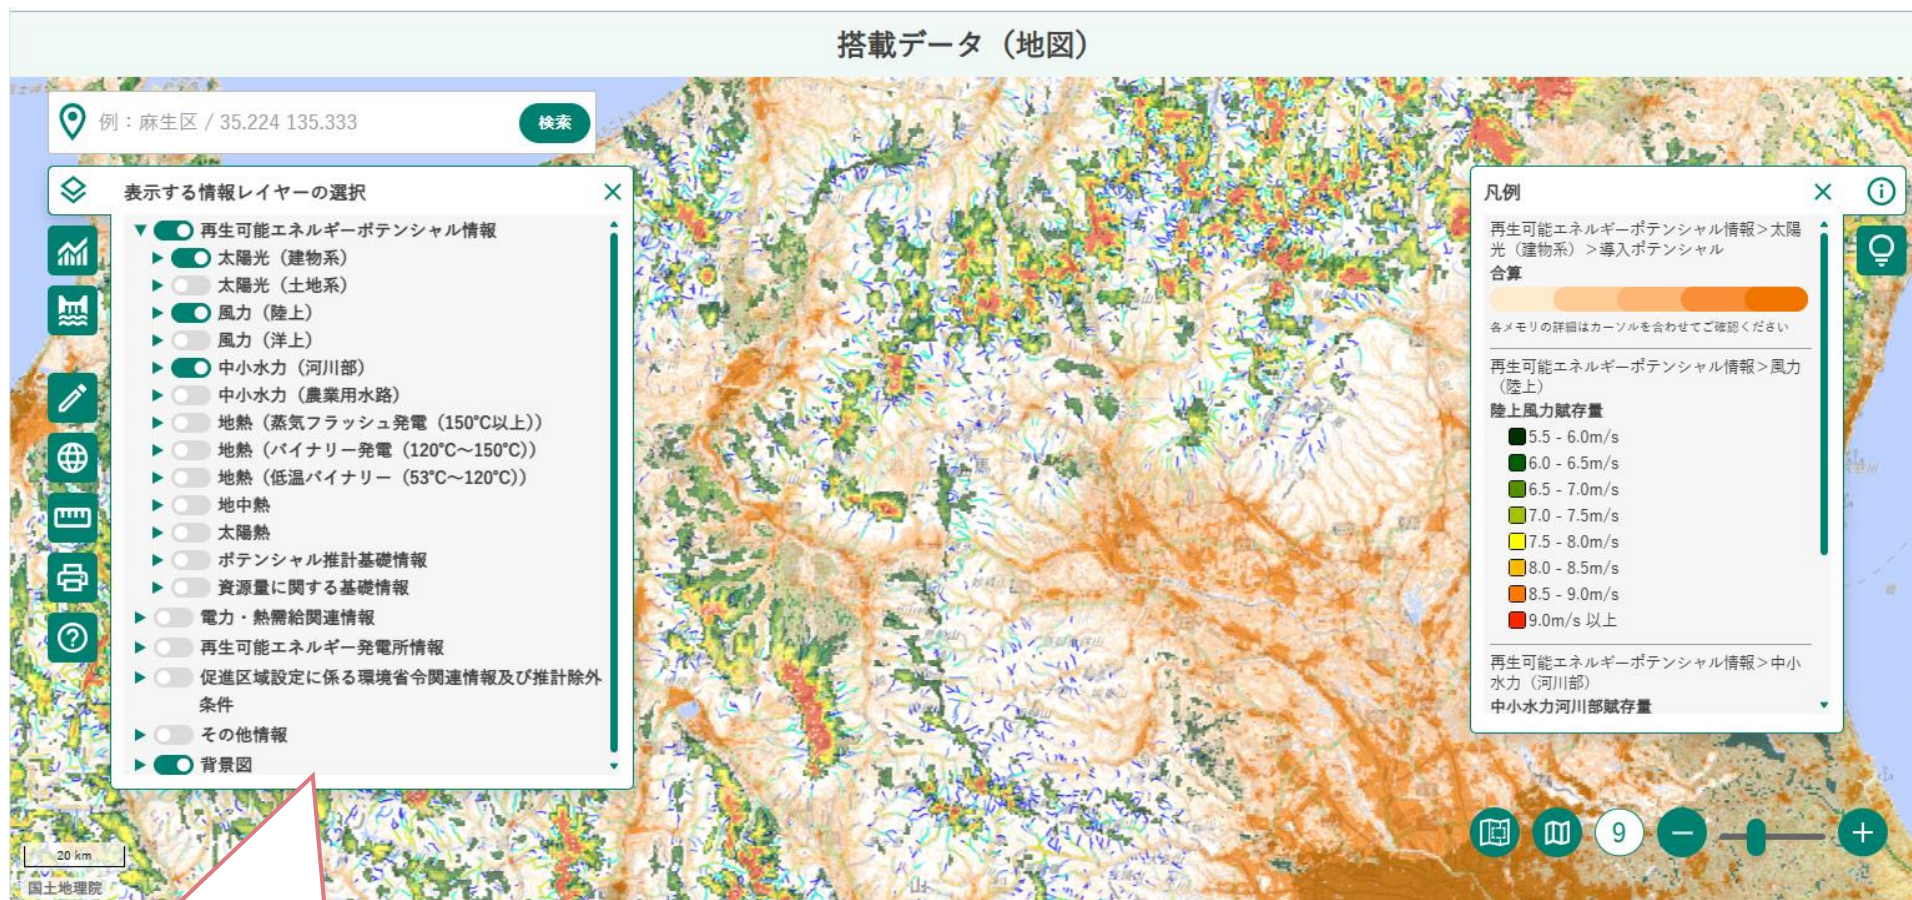 搭載データ（地図）
例：麻生区 / 35.224 135.333
検索
表示する情報レイヤーの選択
再生可能エネルギーポテンシャル情報
太陽光（建物系）
太陽光（土地系）
風力（陸上）
風力（洋上）
中小水力（河川部）
中小水力（農業用水路）
地熱（蒸気フラッシュ発電（150℃以上））
地熱（バイナリー発電（120℃～150℃））
地熱（低温バイナリー（53℃～120℃））
地中熱
太陽熱
ポテンシャル推計基礎情報
資源量に関する基礎情報
電力・熱需給関連情報
再生可能エネルギー発電所情報
促進区域設定に係る環境省令関連情報及び推計除外
条件
その他情報
背景図
20 km
国土地理院
凡例
再生可能エネルギーポテンシャル情報>太陽
光（建物系）>導入ポテンシャル
合算
各メモリの詳細はカーソルを合わせてご確認ください
再生可能エネルギーポテンシャル情報>風力
（陸上）
陸上風力賦存量
5.5 - 6.0m/s
6.0 - 6.5m/s
6.5 - 7.0m/s
7.0 - 7.5m/s
7.5 - 8.0m/s
8.0 - 8.5m/s
8.5 - 9.0m/s
9.0m/s 以上
再生可能エネルギーポテンシャル情報>中小
水力（河川部）
中小水力河川部賦存量
9